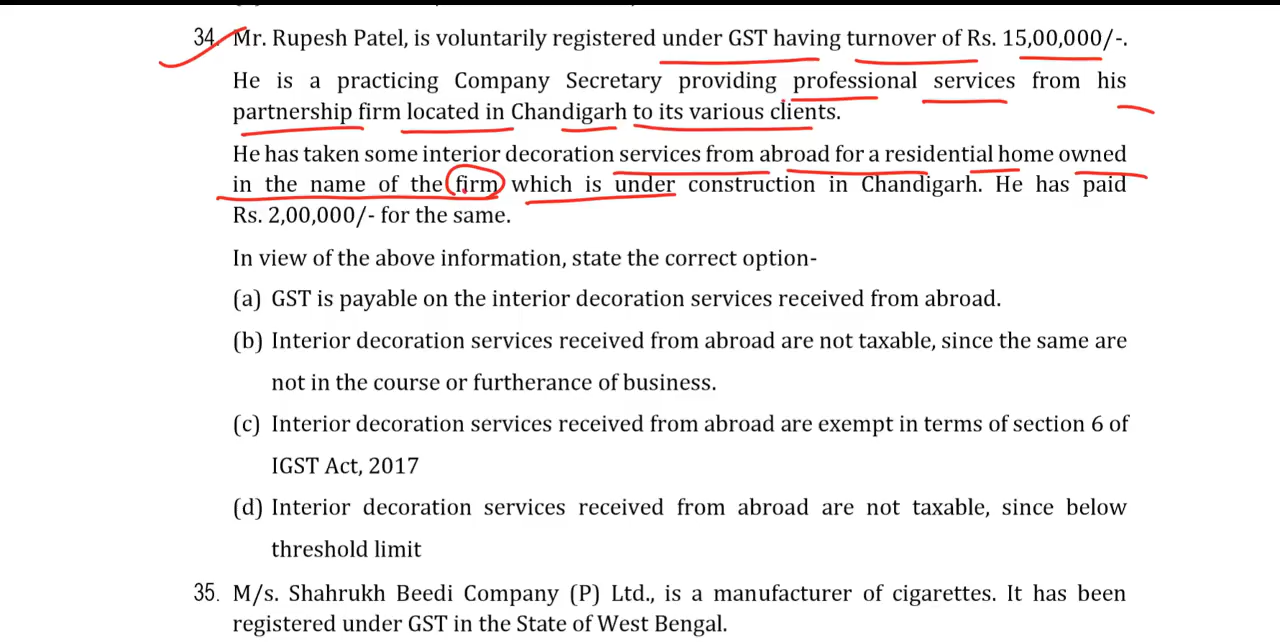 34. Mr. Rupesh Patel, is voluntarily registered under GST having turnover of Rs. 15,00,000/-.
He is a practicing Company Secretary providing professional services from his
partnership firm located in Chandigarh to its various clients.
He has taken some interior decoration services from abroad for a residential home owned
in the name of the firm which is under construction in Chandigarh. He has paid
Rs. 2,00,000/- for the same.
In view of the above information, state the correct option-
(a) GST is payable on the interior decoration services received from abroad.
(b) Interior decoration services received from abroad are not taxable, since the same are
not in the course or furtherance of business.
(c) Interior decoration services received from abroad are exempt in terms of section 6 of
IGST Act, 2017
(d) Interior decoration services received from abroad are not taxable, since below
threshold limit
35. M/s. Shahrukh Beedi Company (P) Ltd., is a manufacturer of cigarettes. It has been
registered under GST in the State of West Bengal.